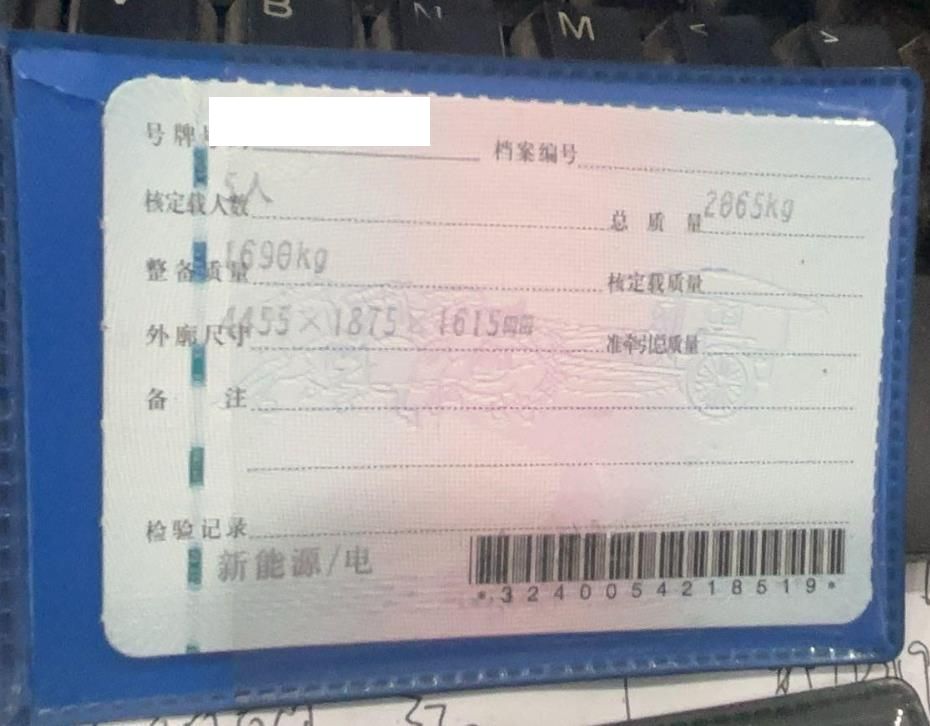 B N M < >
号牌号码 档案编号
核定载人数 5人 总质量 2065kg
整备质量 1690kg 核定载质量
外廓尺寸 4455×1875×1615mm 准牵引总质量
备注
检验记录
新能源/电
*3240054218519*